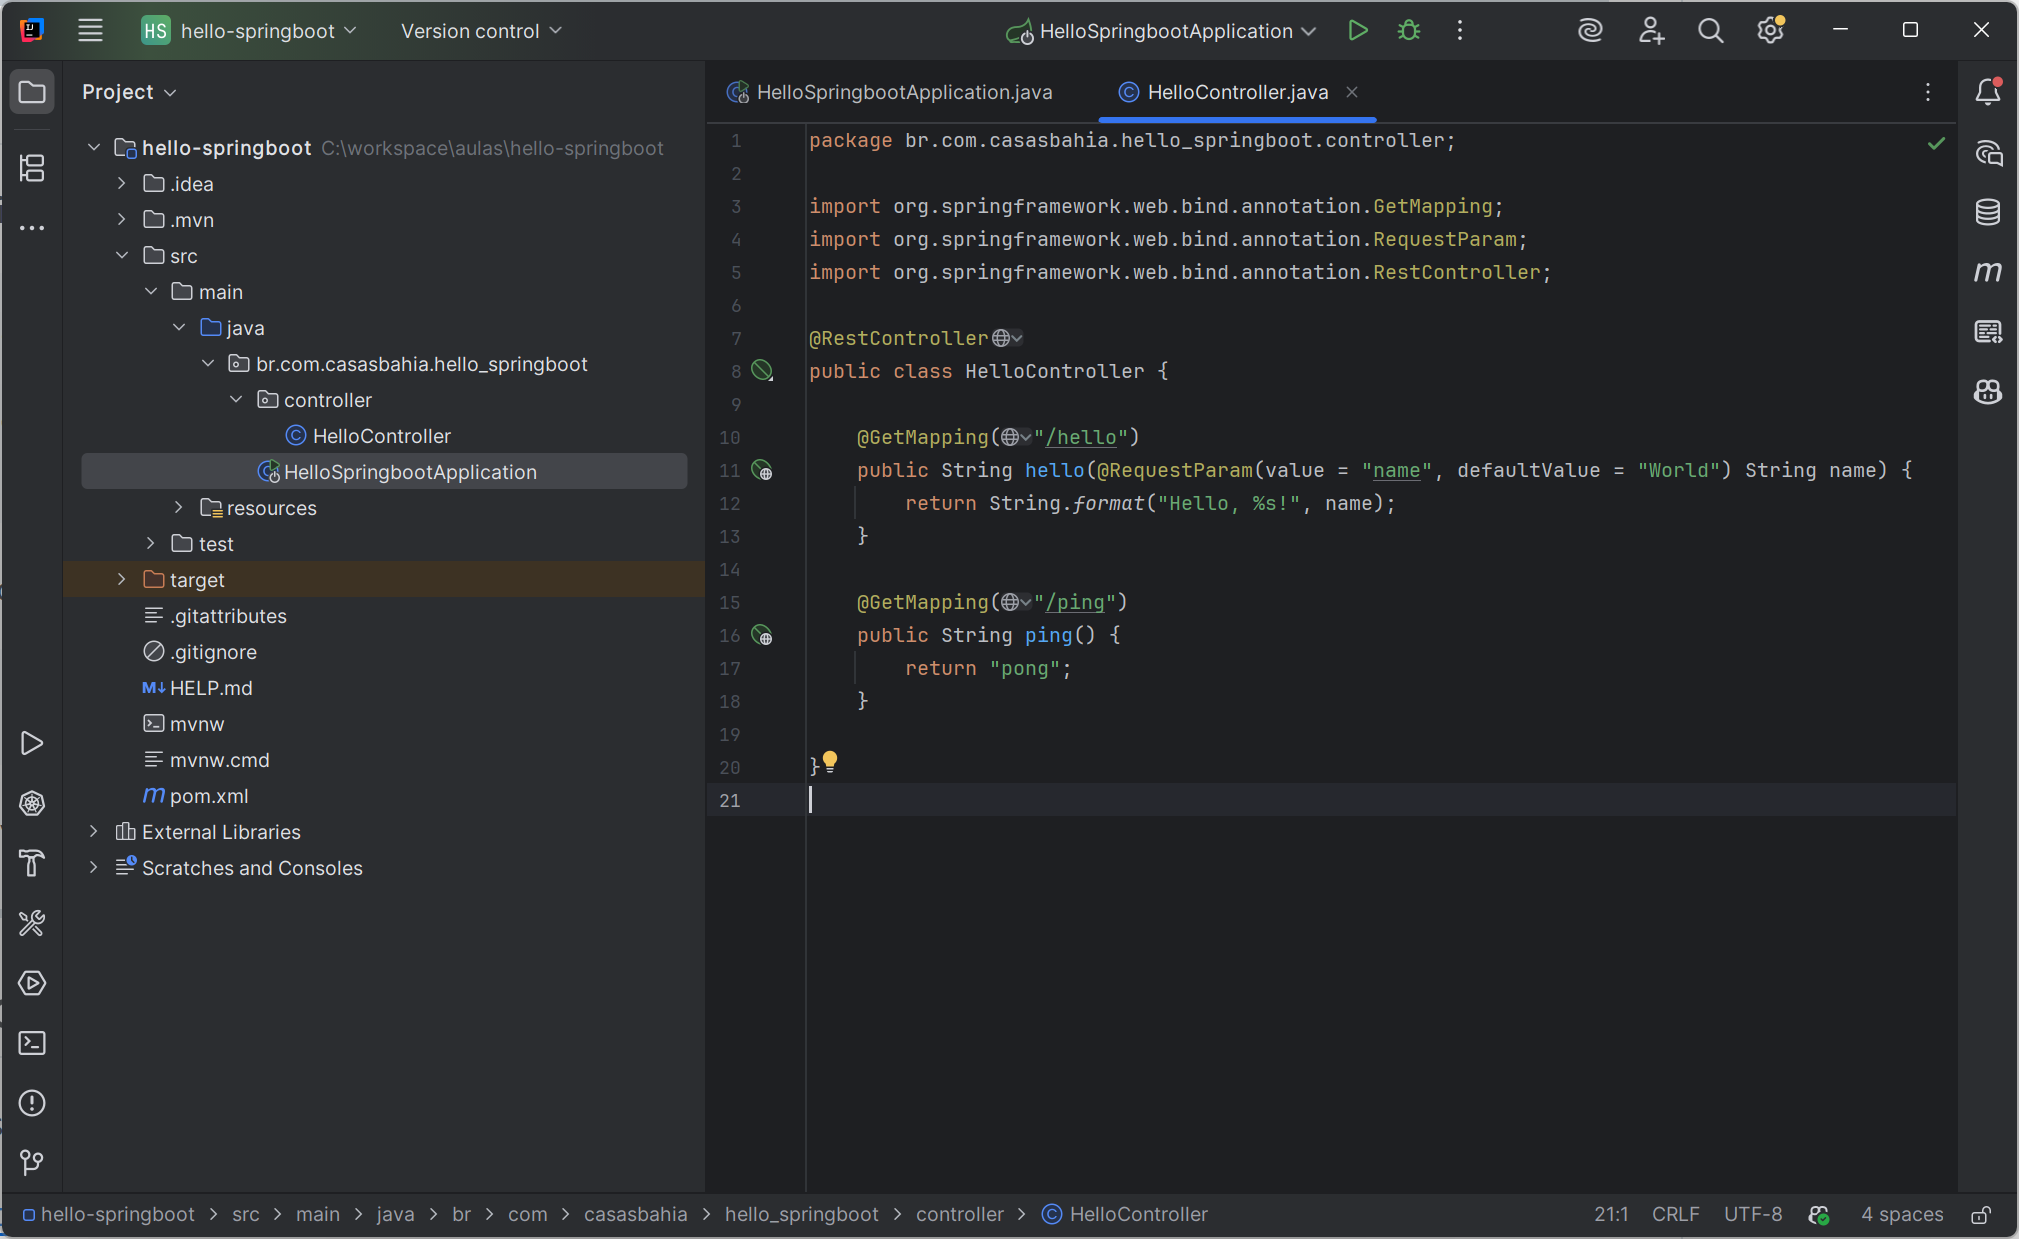 HS hello-springboot Version control HelloSpringbootApplication
Project
hello-springboot C:\workspace\aulas\hello-springboot
.idea
.mvn
src
main
java
br.com.casasbahia.hello_springboot
controller
HelloController
HelloSpringbootApplication
resources
test
target
.gitattributes
.gitignore
M↓ HELP.md
mvnw
mvnw.cmd
m pom.xml
External Libraries
Scratches and Consoles
HelloSpringbootApplication.java HelloController.java
1 package br.com.casasbahia.hello_springboot.controller;
2
3 import org.springframework.web.bind.annotation.GetMapping;
4 import org.springframework.web.bind.annotation.RequestParam;
5 import org.springframework.web.bind.annotation.RestController;
6
7 @RestController
8 public class HelloController {
9
10 @GetMapping("/hello")
11 public String hello(@RequestParam(value = "name", defaultValue = "World") String name) {
12 return String.format("Hello, %s!", name);
13 }
14
15 @GetMapping("/ping")
16 public String ping() {
17 return "pong";
18 }
19
20 }
21
m
hello-springboot > src > main > java > br > com > casasbahia > hello_springboot > controller > HelloController
21:1 CRLF UTF-8 4 spaces